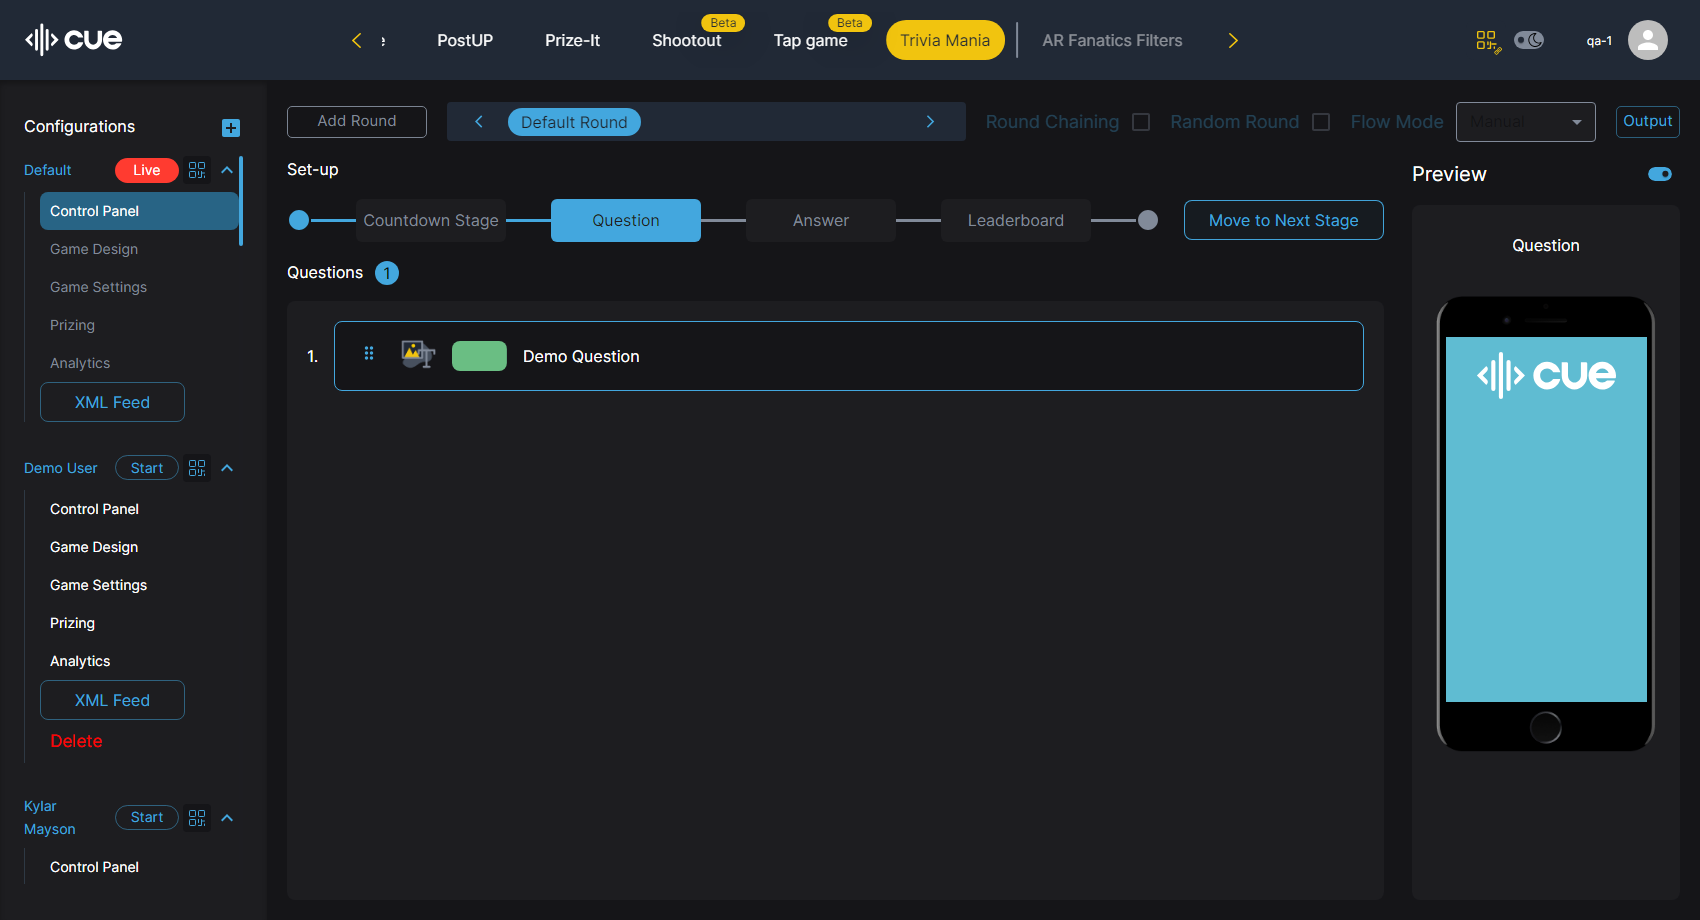 cue
PostUP
Prize-It
Shootout
Beta
Tap game
Beta
Trivia Mania
AR Fanatics Filters
qa-1
Configurations
Default
Live
Control Panel
Game Design
Game Settings
Prizing
Analytics
XML Feed
Demo User
Start
Control Panel
Game Design
Game Settings
Prizing
Analytics
XML Feed
Delete
Kylar
Mayson
Start
Control Panel
Add Round
Default Round
Round Chaining
Random Round
Flow Mode
Manual
Output
Set-up
Countdown Stage
Question
Answer
Leaderboard
Move to Next Stage
Questions 1
1.
Demo Question
Preview
Question
cue